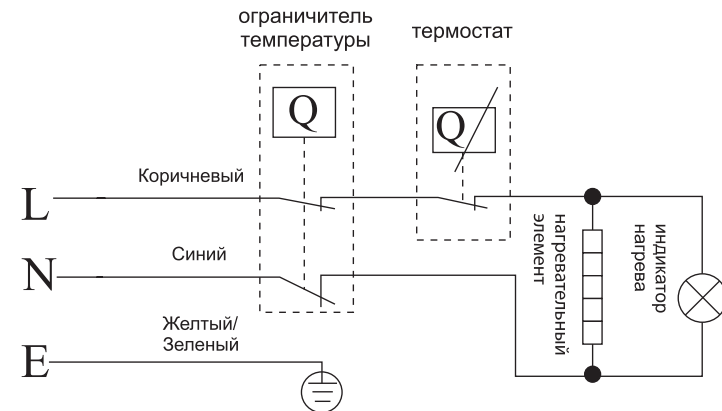 ограничитель
температуры
термостат
Q
Q
Коричневый
L
Синий
N
Желтый/
Зеленый
E
нагревательный
элемент
индикатор
нагрева